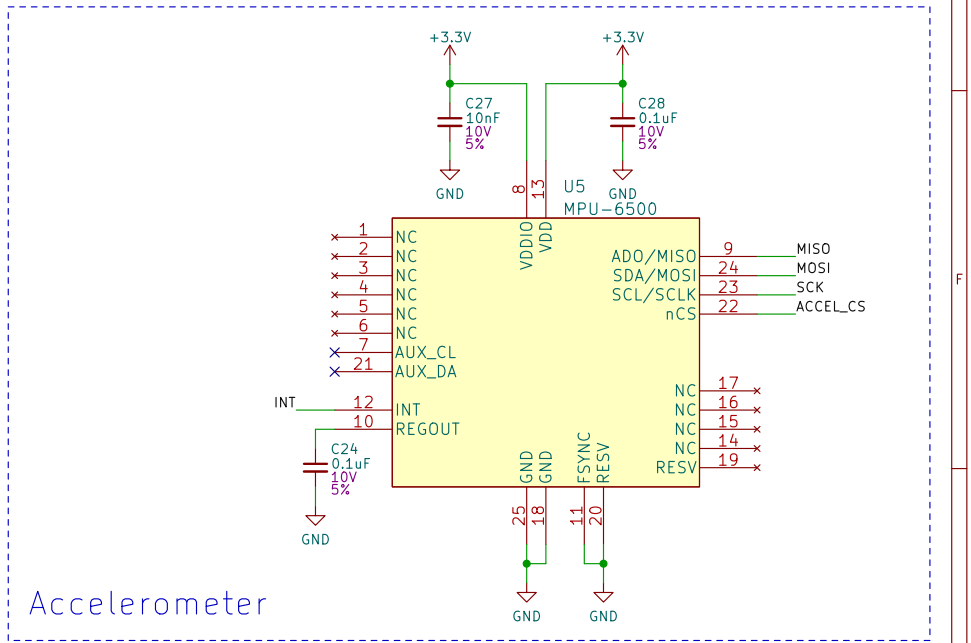 +3.3V
+3.3V
C27
10nF
10V
5%
C28
0.1uF
10V
5%
GND
GND
8
13
U5
MPU-6500
VDDIO
VDD
1
NC
2
NC
3
NC
4
NC
5
NC
6
NC
7
AUX_CL
21
AUX_DA
INT
12
INT
10
REGOUT
ADO/MISO
9
MISO
SDA/MOSI
24
MOSI
SCL/SCLK
23
SCK
nCS
22
ACCEL_CS
F
NC
17
NC
16
NC
15
NC
14
RESV
19
C24
0.1uF
10V
5%
GND
GND
GND
FSYNC
RESV
25
18
11
20
GND
GND
Accelerometer